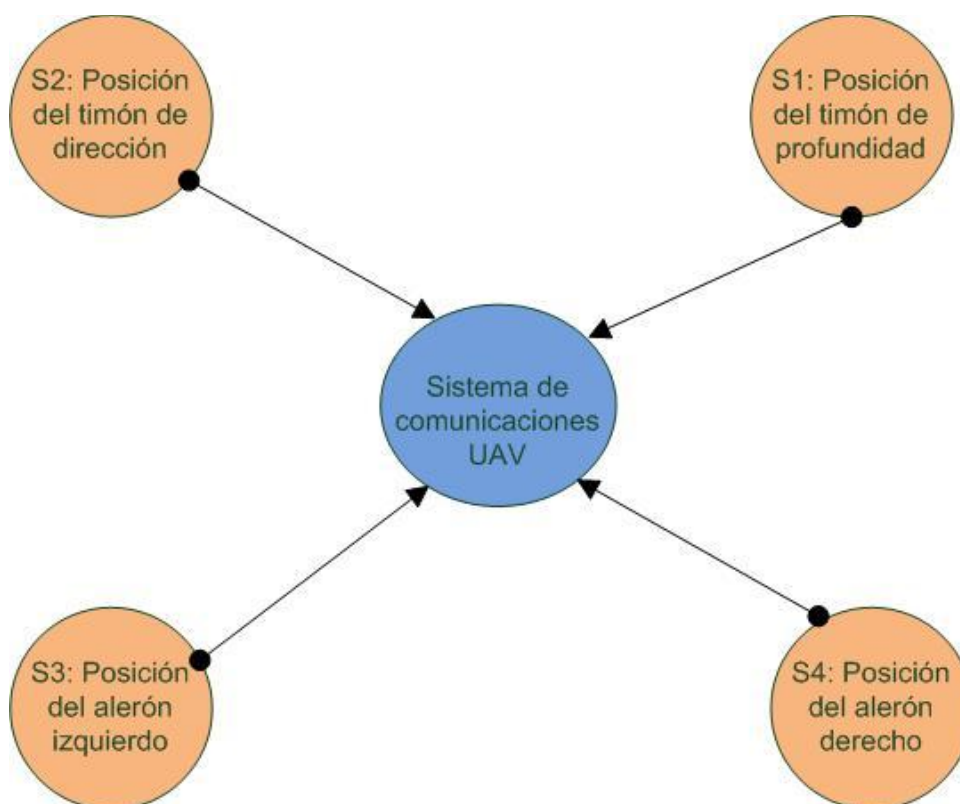 S2: Posición
del timón de
dirección
S1: Posición
del timón de
profundidad
Sistema de
comunicaciones
UAV
S3: Posición
del alerón
izquierdo
S4: Posición
del alerón
derecho